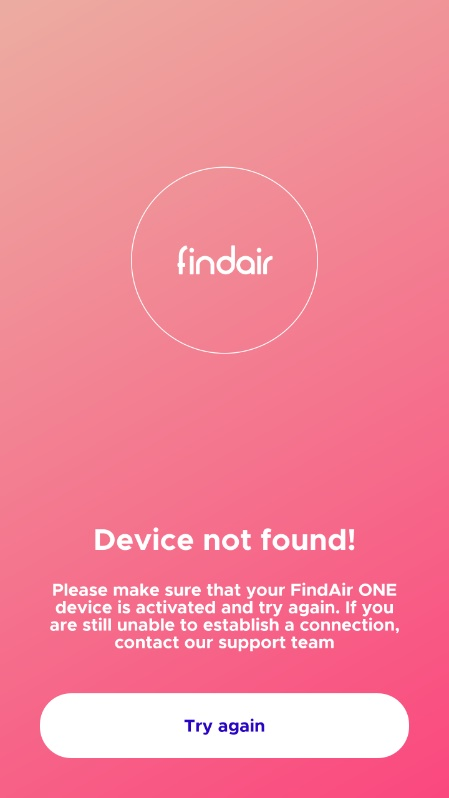 findair
Device not found!
Please make sure that your FindAir ONE
device is activated and try again. If you
are still unable to establish a connection,
contact our support team
Try again